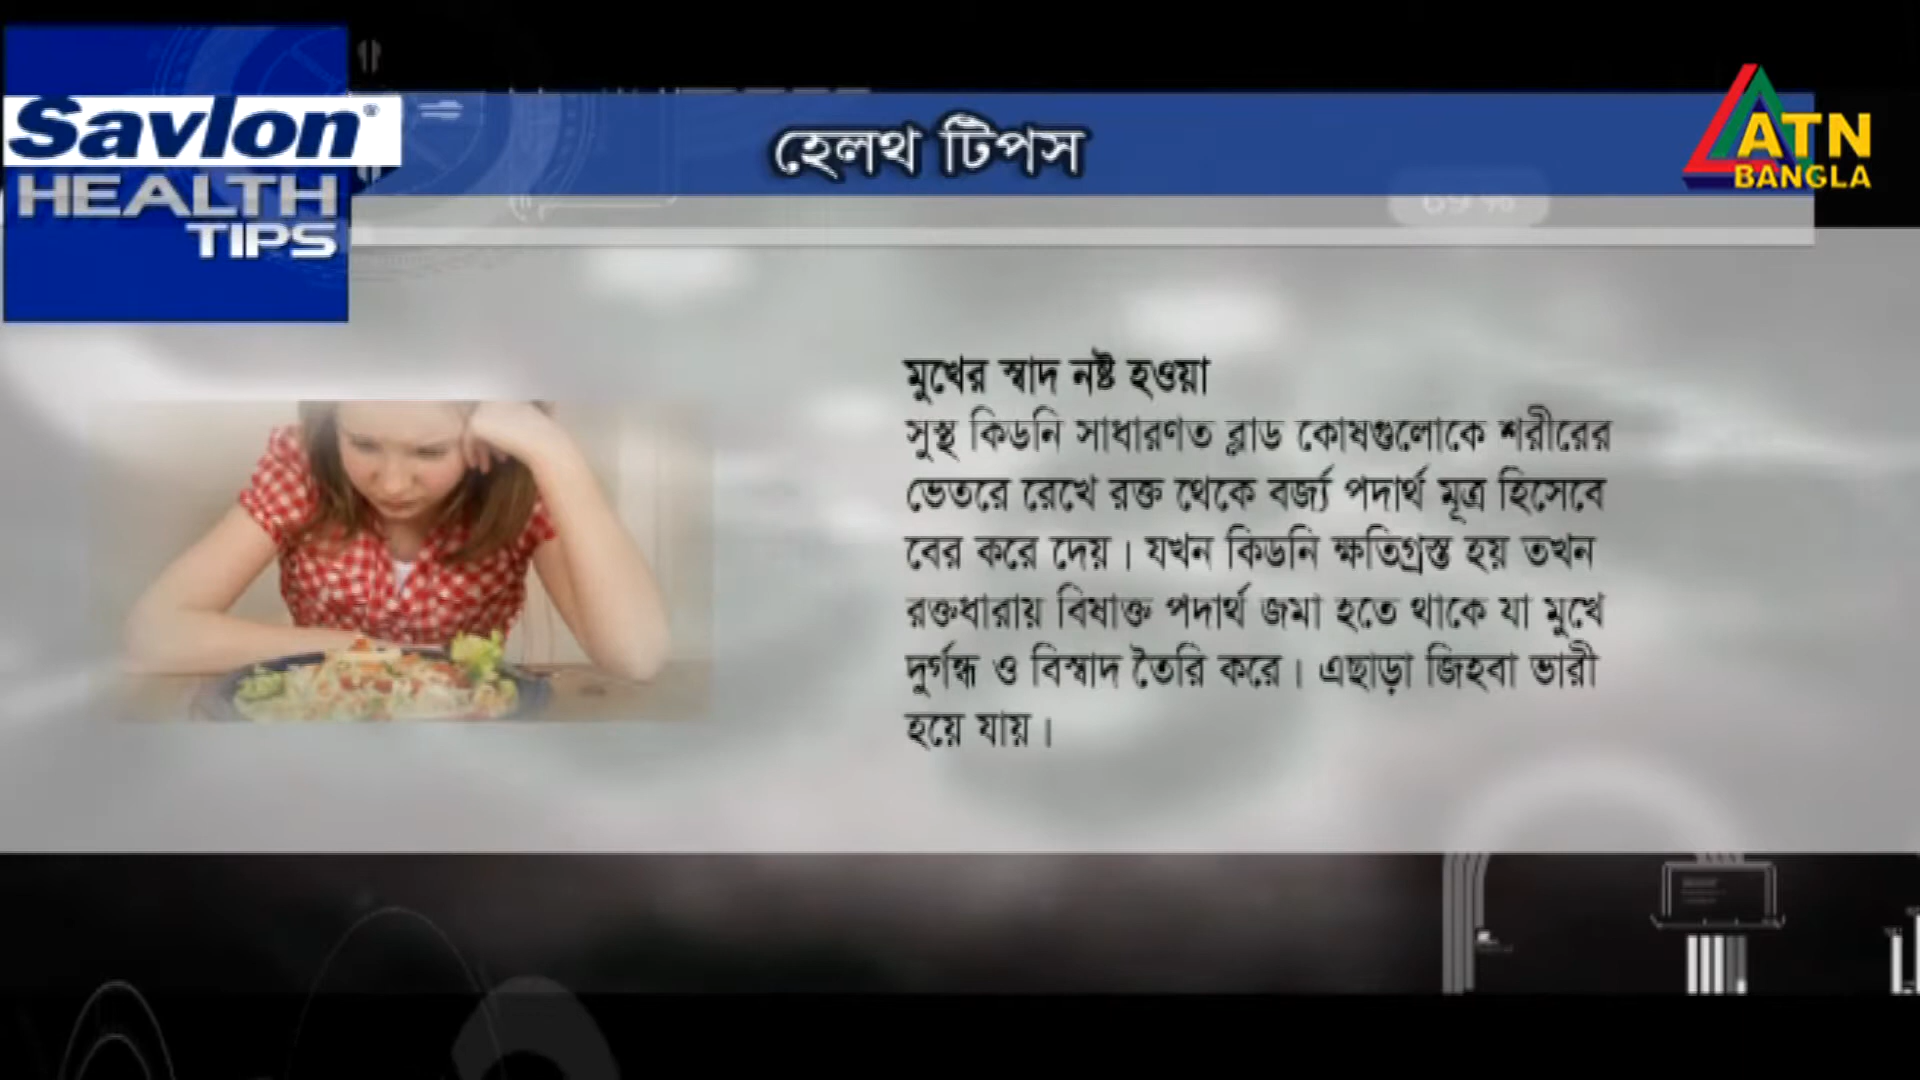 Savlon®
HEALTH
TIPS
হেলথ টিপস
ATN
BANGLA
মুখের স্বাদ নষ্ট হওয়া
সুস্থ কিডনি সাধারণত ব্লাড কোষগুলোকে শরীরের
ভেতরে রেখে রক্ত থেকে বর্জ্য পদার্থ মূত্র হিসেবে
বের করে দেয়। যখন কিডনি ক্ষতিগ্রস্ত হয় তখন
রক্তধারায় বিষাক্ত পদার্থ জমা হতে থাকে যা মুখে
দুর্গন্ধ ও বিস্বাদ তৈরি করে। এছাড়া জিহবা ভারী
হয়ে যায়।